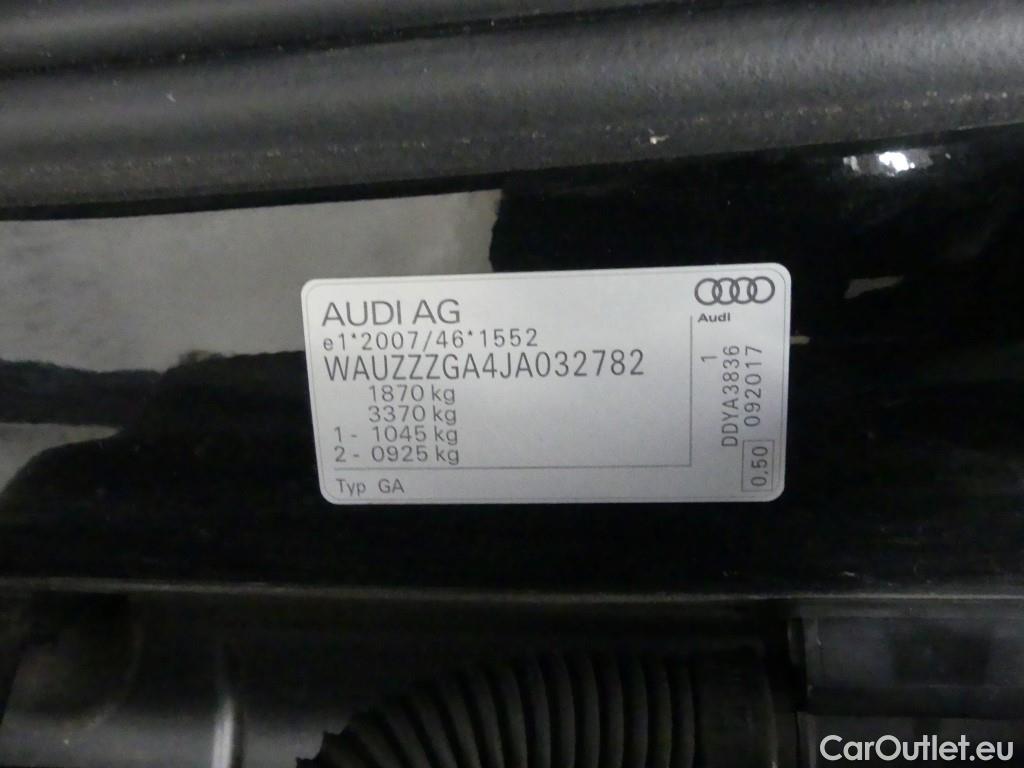 AUDI AG
Audi
e1*2007/46*1552
WAUZZZGA4JA032782
1870 kg
3370 kg
1 - 1045 kg
2 - 0925 kg
Typ GA
DDYA3836 1
092017
0,50
CarOutlet.eu